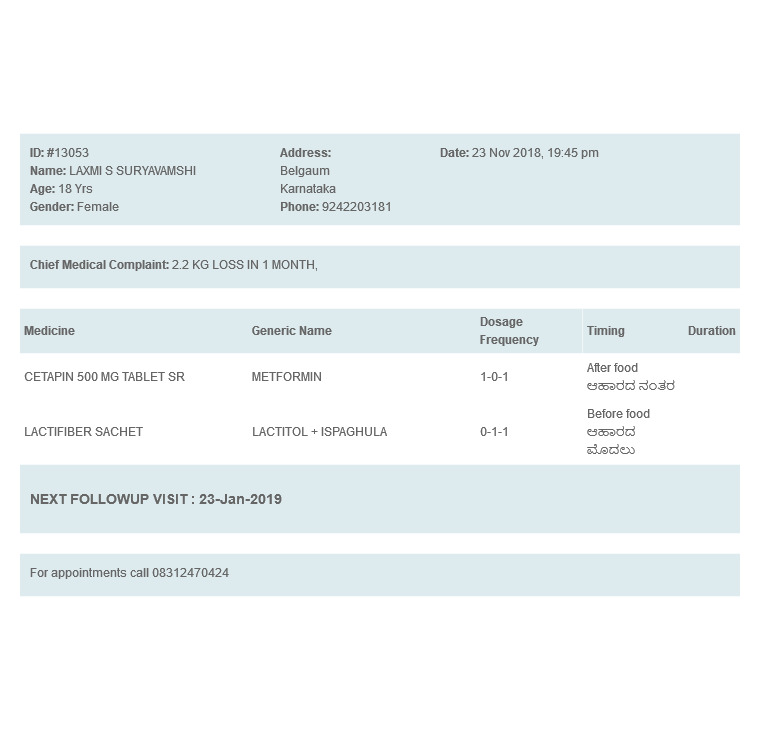 ID: #13053
Name: LAXMI S SURYAVAMSHI
Age: 18 Yrs
Gender: Female
Address:
Belgaum
Karnataka
Phone: 9242203181
Date: 23 Nov 2018, 19:45 pm
Chief Medical Complaint: 2.2 KG LOSS IN 1 MONTH,
Medicine Generic Name Dosage Frequency Timing Duration
CETAPIN 500 MG TABLET SR METFORMIN 1-0-1 After food
ಆಹಾರದ ನಂತರ
LACTIFIBER SACHET LACTITOL + ISPAGHULA 0-1-1 Before food
ಆಹಾರದ
ಮೊದಲು
NEXT FOLLOWUP VISIT : 23-Jan-2019
For appointments call 08312470424